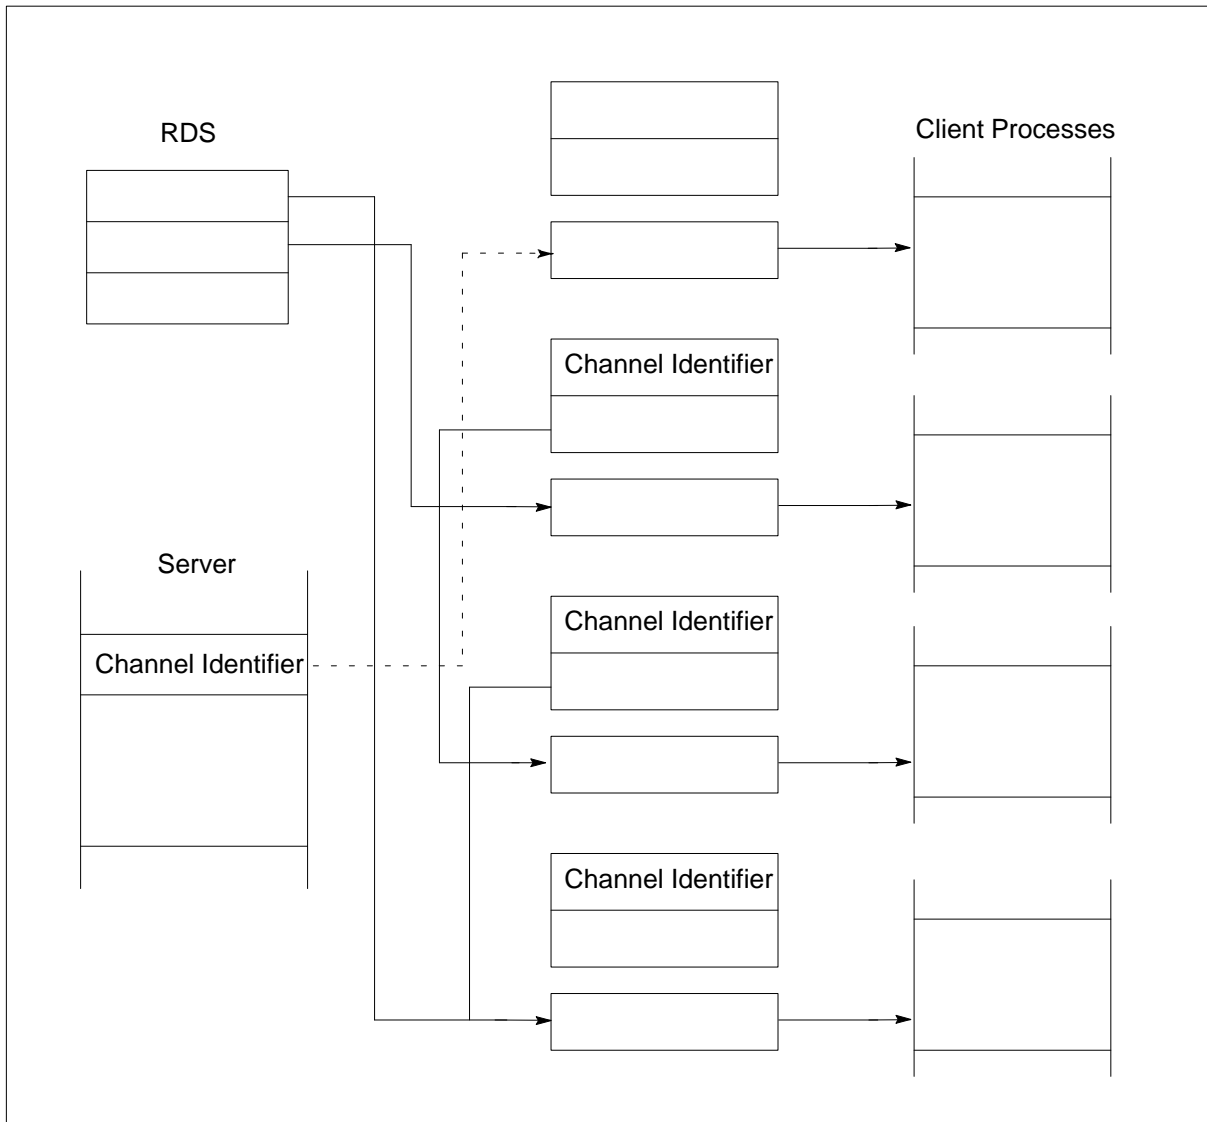 RDS
Client Processes
Channel Identifier
Server
Channel Identifier
Channel Identifier
Channel Identifier